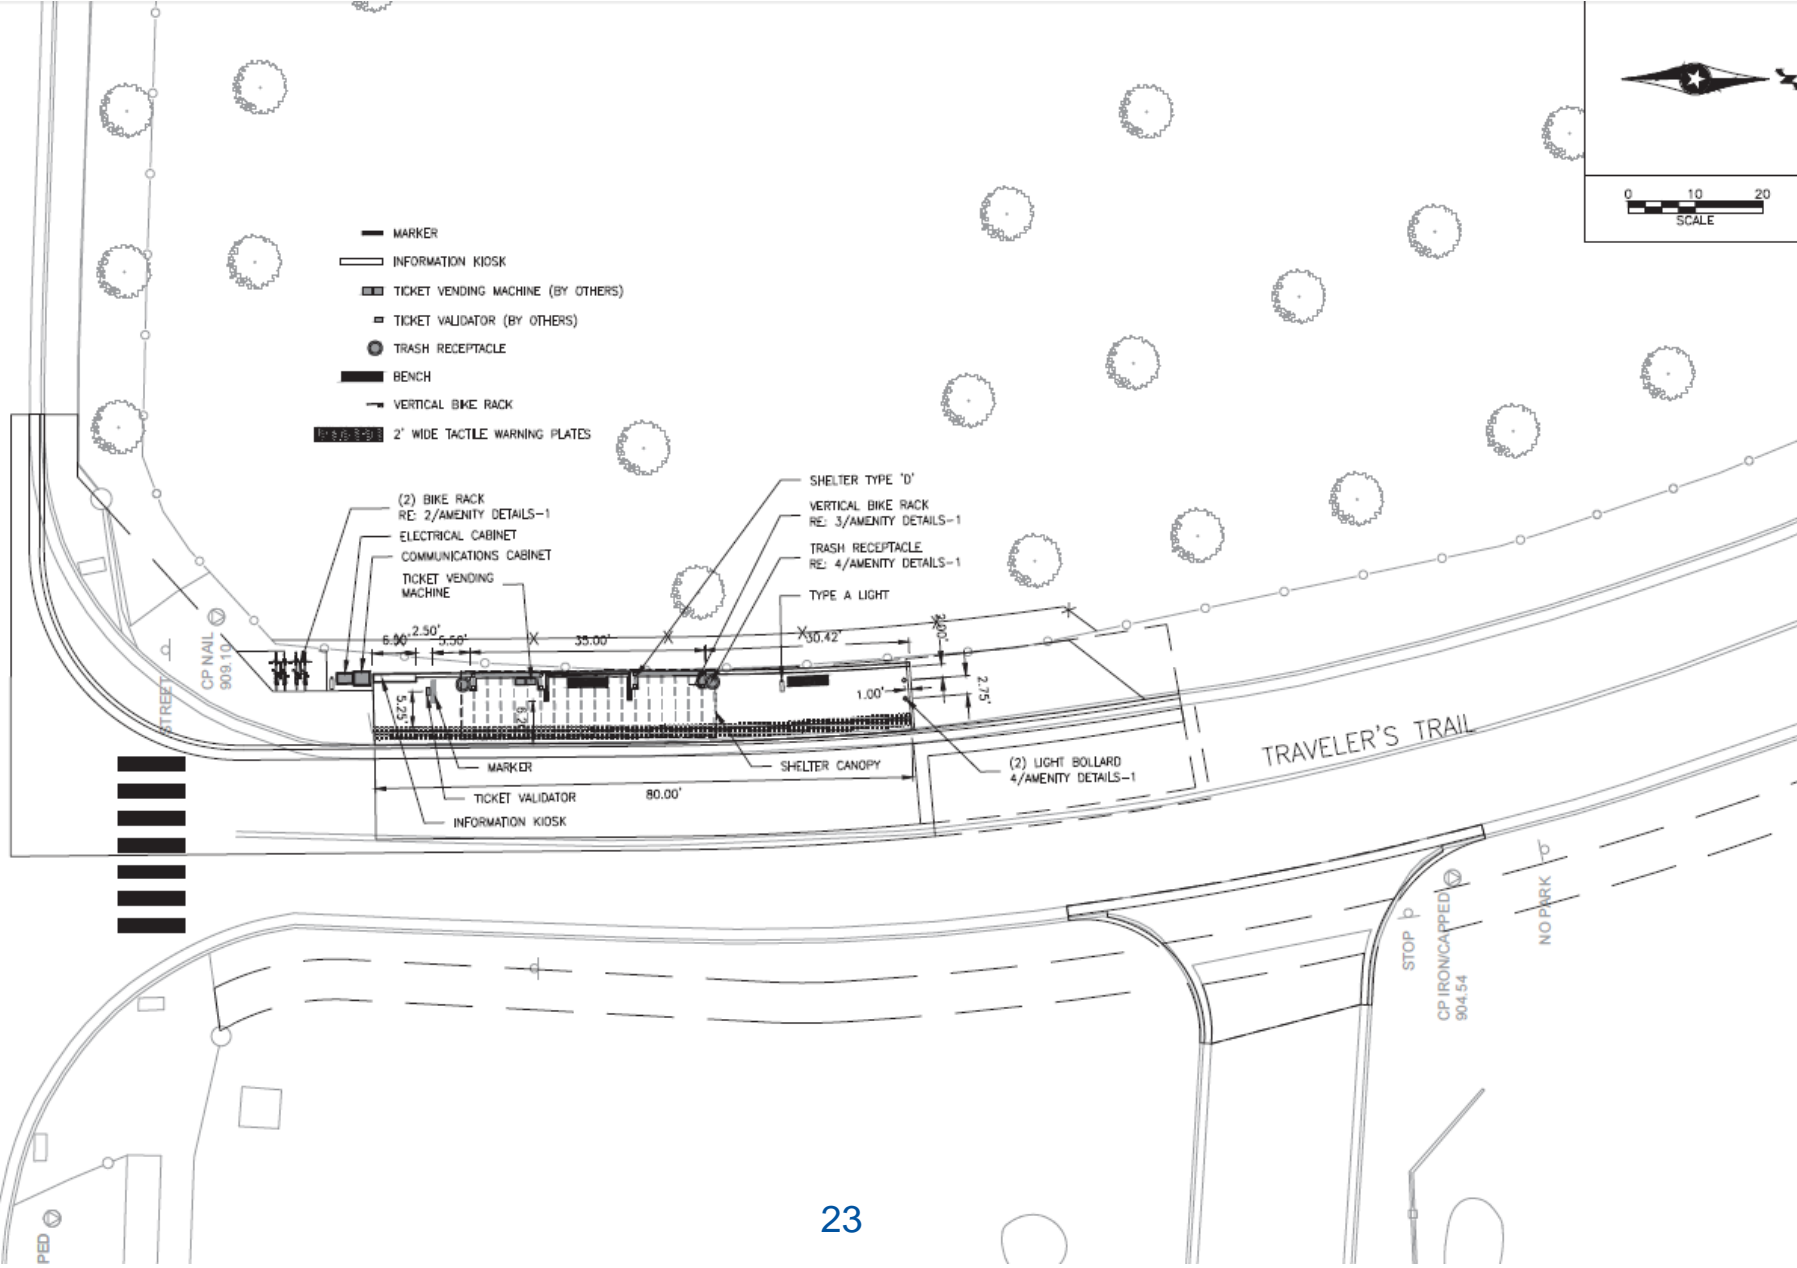 0 10 20
SCALE
MARKER
INFORMATION KIOSK
TICKET VENDING MACHINE (BY OTHERS)
TICKET VALIDATOR (BY OTHERS)
TRASH RECEPTACLE
BENCH
VERTICAL BIKE RACK
2' WIDE TACTILE WARNING PLATES
(2) BIKE RACK
RE: 2/AMENITY DETAILS-1
ELECTRICAL CABINET
COMMUNICATIONS CABINET
TICKET VENDING
MACHINE
SHELTER TYPE 'D'
VERTICAL BIKE RACK
RE: 3/AMENITY DETAILS-1
TRASH RECEPTACLE
RE: 4/AMENITY DETAILS-1
TYPE A LIGHT
2.50'
5.50'
35.00'
30.42'
2.75'
1.00'
5.25'
CP NAIL
909.10
STREET
MARKER
SHELTER CANOPY
(2) LIGHT BOLLARD
4/AMENITY DETAILS-1
TICKET VALIDATOR
80.00'
INFORMATION KIOSK
TRAVELER'S TRAIL
STOP
CP IRON/CAPPED
904.54
NO PARK
PED
23